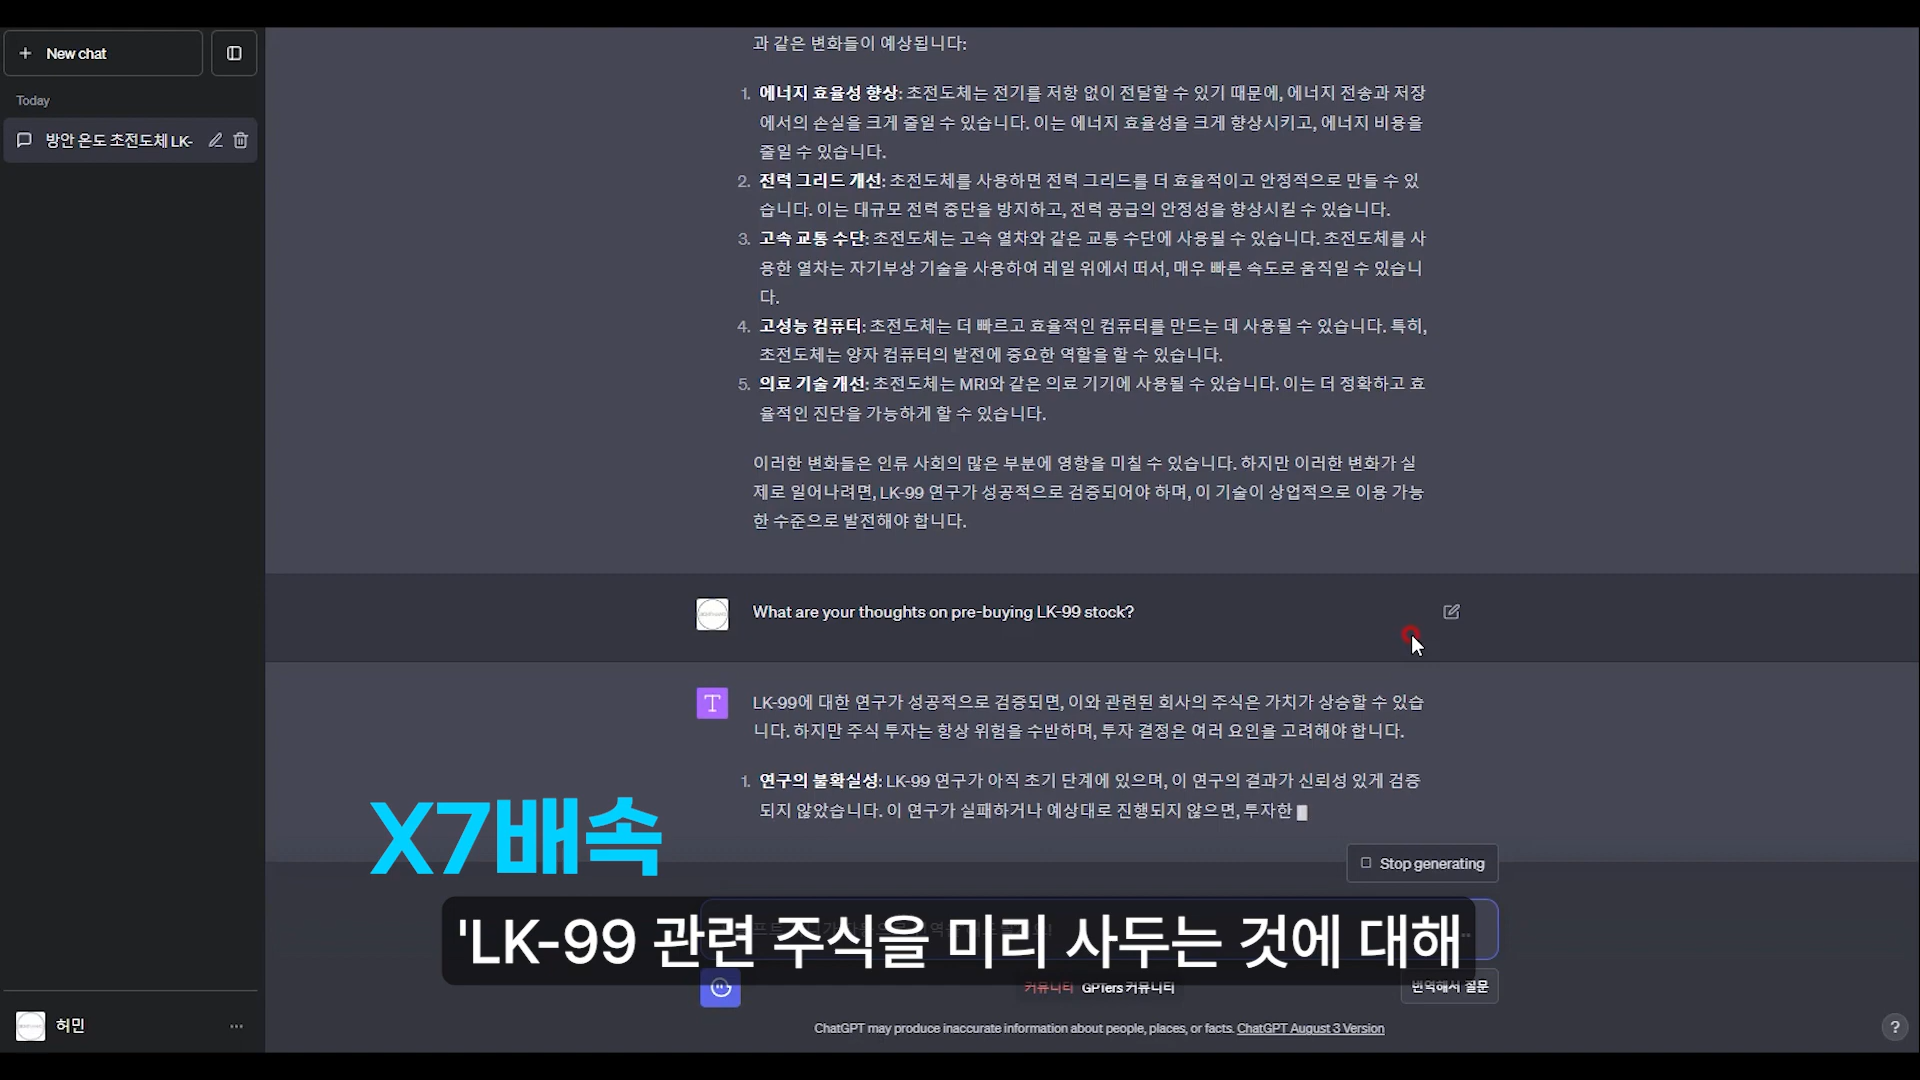 New chat
Today
방안 온도 초전도체 LK-
과 같은 변화들이 예상됩니다:
1. 에너지 효율성 향상: 초전도체는 전기를 저항 없이 전달할 수 있기 때문에, 에너지 전송과 저장
에서의 손실을 크게 줄일 수 있습니다. 이는 에너지 효율성을 크게 향상시키고, 에너지 비용을
줄일 수 있습니다.
2. 전력 그리드 개선: 초전도체를 사용하면 전력 그리드를 더 효율적이고 안정적으로 만들 수 있
습니다. 이는 대규모 전력 중단을 방지하고, 전력 공급의 안정성을 향상시킬 수 있습니다.
3. 고속 교통 수단: 초전도체는 고속 열차와 같은 교통 수단에 사용될 수 있습니다. 초전도체를 사
용한 열차는 자기부상 기술을 사용하여 레일 위에서 떠서, 매우 빠른 속도로 움직일 수 있습니
다.
4. 고성능 컴퓨터: 초전도체는 더 빠르고 효율적인 컴퓨터를 만드는 데 사용될 수 있습니다. 특히,
초전도체는 양자 컴퓨터의 발전에 중요한 역할을 할 수 있습니다.
5. 의료 기술 개선: 초전도체는 MRI와 같은 의료 기기에 사용될 수 있습니다. 이는 더 정확하고 효
율적인 진단을 가능하게 할 수 있습니다.
이러한 변화들은 인류 사회의 많은 부분에 영향을 미칠 수 있습니다. 하지만 이러한 변화가 실
제로 일어나려면, LK-99 연구가 성공적으로 검증되어야 하며, 이 기술이 상업적으로 이용 가능
한 수준으로 발전해야 합니다.
What are your thoughts on pre-buying LK-99 stock?
T
LK-99에 대한 연구가 성공적으로 검증되면, 이와 관련된 회사의 주식은 가치가 상승할 수 있습
니다. 하지만 주식 투자는 항상 위험을 수반하며, 투자 결정은 여러 요인을 고려해야 합니다.
1. 연구의 불확실성: LK-99 연구가 아직 초기 단계에 있으며, 이 연구의 결과가 신뢰성 있게 검증
되지 않았습니다. 이 연구가 실패하거나 예상대로 진행되지 않으면, 투자한
X7배속
Stop generating
'LK-99 관련 주식을 미리 사두는 것에 대해
커뮤니티 GPTers 커뮤니티
번역해서 질문
허민
ChatGPT may produce inaccurate information about people, places, or facts. ChatGPT August 3 Version
?